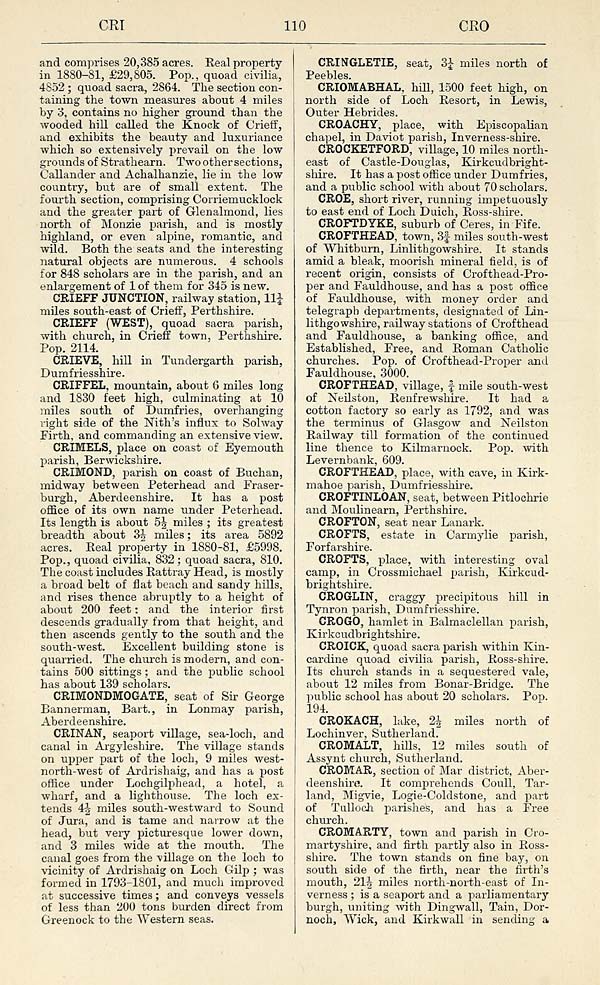 CRI 110 CRO
and comprises 20,385 acres. Real property
in 1880-81, £29,805. Pop., quoad civilia,
4852; quoad sacra, 2864. The section con-
taining the town measures about 4 miles
by 3, contains no higher ground than the
wooded hill called the Knock of Crieff,
and exhibits the beauty and luxuriance
which so extensively prevail on the low
grounds of Strathearn. Two other sections,
Callander and Achalhanzie, lie in the low
country, but are of small extent. The
fourth section, comprising Corriemucklock
and the greater part of Glenalmond, lies
north of Monzie parish, and is mostly
highland, or even alpine, romantic, and
wild. Both the seats and the interesting
natural objects are numerous. 4 schools
for 848 scholars are in the parish, and an
enlargement of 1 of them for 345 is new.
CRIEFF JUNCTION, railway station, 11¼
miles south-east of Crieff, Perthshire.
CRIEFF (WEST), quoad sacra parish,
with church, in Crieff town, Perthshire.
Pop. 2114.
CRIEVE, hill in Tundergarth parish,
Dumfriesshire.
CRIFFEL, mountain, about 6 miles long
and 1830 feet high, culminating at 10
miles south of Dumfries, overhanging
right side of the Nith's influx to Solway
Firth, and commanding an extensive view.
CRIMELS, place on coast of Eyemouth
parish, Berwickshire.
CRIMOND, parish on coast of Buchan,
midway between Peterhead and Fraser-
burgh, Aberdeenshire. It has a post
office of its own name under Peterhead.
Its length is about 5½ miles; its greatest
breadth about 3½ miles; its area 5892
acres. Real property in 1880-81, £5998.
Pop., quoad civilia, 832; quoad sacra, 810.
The coast includes Rattray Head, is mostly
a broad belt of flat beach and sandy hills,
and rises thence abruptly to a height of
about 200 feet: and the interior first
descends gradually from that height, and
then ascends gently to the south and the
south-west. Excellent building stone is
quarried. The church is modern, and con-
tains 500 sittings; and the public school
has about 139 scholars.
CRIMONDMOGATE, seat of Sir George
Bannerman, Bart., in Lonmay parish,
Aberdeenshire.
CRINAN, seaport village, sea-loch, and
canal in Argyleshire. The village stands
on upper part of the loch, 9 miles west-
north-west of Ardrishaig, and has a post
office under Lochgilphead, a hotel, a
wharf, and a lighthouse. The loch ex-
tends 4½ miles south-westward to Sound
of Jura, and is tame and narrow at the
head, but very picturesque lower down,
and 3 miles wide at the mouth. The
canal goes from the village on the loch to
vicinity of Ardrishaig on Loch Gilp; was
formed in 1793-1801, and much improved
at successive times; and conveys vessels
of less than 200 tons burden direct from
Greenock to the Western seas.
CRINGLETIE, seat, 3¼ miles north of
Peebles.
CRIOMABHAL, hill, 1500 feet high, on
north side of Loch Resort, in Lewis,
Outer Hebrides.
CROACHY, place, with Episcopalian
chapel, in Daviot parish, Inverness-shire.
CROCKETFORD, village, 10 miles north-
east of Castle-Douglas, Kirkcudbright-
shire. It has a post office under Dumfries,
and a public school with about 70 scholars.
CROE, short river, running impetuously
to east end of Loch Duich, Ross-shire.
CROFTDYKE, suburb of Ceres, in Fife.
CROFTHEAD, town, 3¾ miles south-west
of Whitburn, Linlithgowshire. It stands
amid a bleak, moorish mineral field, is of
recent origin, consists of Crofthead-Pro-
per and Fauldhouse, and has a post office
of Fauldhouse, with money order and
telegraph departments, designated of Lin-
lithgowshire, railway stations of Crofthead
and Fauldhouse, a banking office, and
Established, Free, and Roman Catholic
churches. Pop. of Crofthead-Proper and
Fauldhouse, 3000.
CROFTHEAD, village, ¾ mile south-west
of Neilston, Renfrewshire. It had a
cotton factory so early as 1792, and was
the terminus of Glasgow and Neilston
Railway till formation of the continued
line thence to Kilmarnock. Pop. with
Levernbank, 609.
CROFTHEAD, place, with cave, in Kirk-
mahoe parish, Dumfriesshire.
CROFTINLOAN, seat, between Pitlochrie
and Moulinearn, Perthshire.
CROFTON, seat near Lanark.
CROFTS, estate in Carmylie parish,
Forfarshire.
CROFTS, place, with interesting oval
camp, in Crossmichael parish, Kirkcud-
brightshire.
CROGLIN, craggy precipitous hill in
Tynron parish, Dumfriesshire.
CROGO, hamlet in Balmaclellan parish,
Kirkcudbrightshire.
CROICK, quoad sacra parish within Kin-
cardine quoad civilia parish, Ross-shire.
Its church stands in a sequestered vale,
about 12 miles from Bonar-Bridge. The
public school has about 20 scholars. Pop.
194.
CROKACH, lake, 2½ miles north of
Lochinver, Sutherland.
CROMALT, hills, 12 miles south of
Assynt church, Sutherland.
CROMAR, section of Mar district, Aber-
deenshire. It comprehends Coull, Tar-
land, Migvie, Logie-Coldstone, and part
of Tulloch parishes, and has a Free
church.
CROMARTY, town and parish in Cro-
martyshire, and firth partly also in Ross-
shire. The town stands on fine bay, on
south side of the firth, near the firth's
mouth, 21½ miles north-north-east of In-
verness; is a seaport and a parliamentary
burgh, uniting with Dingwall, Tain, Dor-
noch, Wick, and Kirkwall in sending a